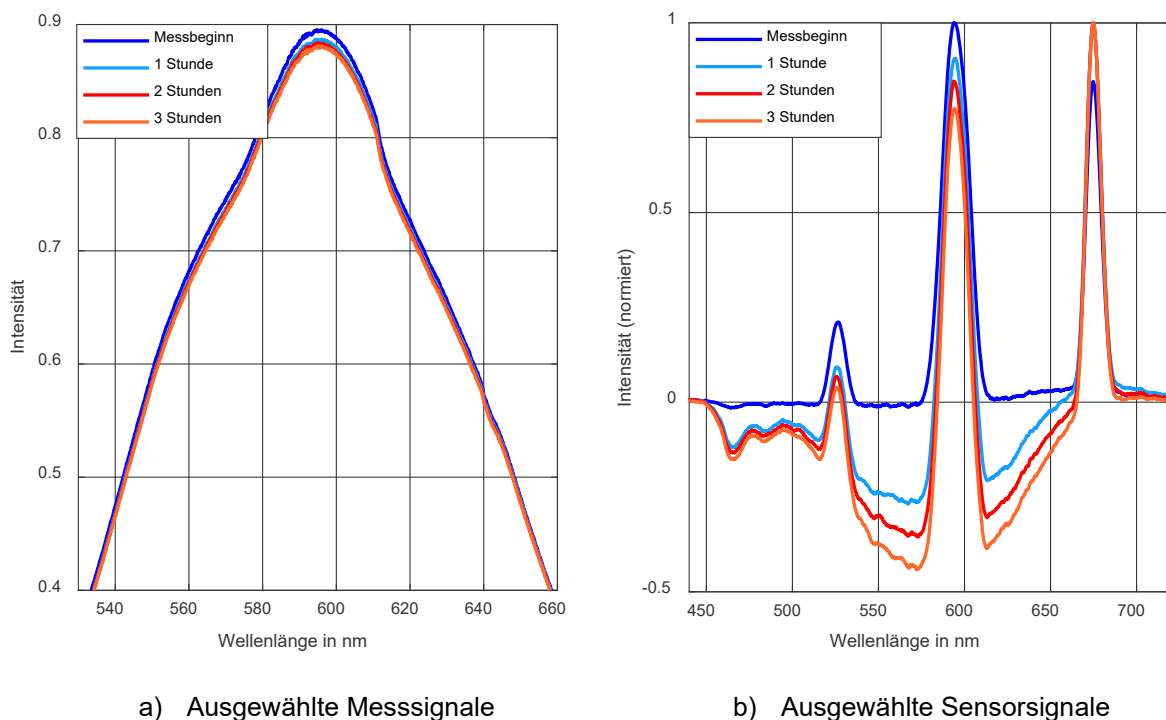 0.9
0.8
0.7
0.6
0.5
0.4
Intensität
Messbeginn
1 Stunde
2 Stunden
3 Stunden
540 560 580 600 620 640 660
Wellenlänge in nm
a) Ausgewählte Messsignale
1
0.5
0
-0.5
Intensität (normiert)
Messbeginn
1 Stunde
2 Stunden
3 Stunden
450 500 550 600 650 700
Wellenlänge in nm
b) Ausgewählte Sensorsignale